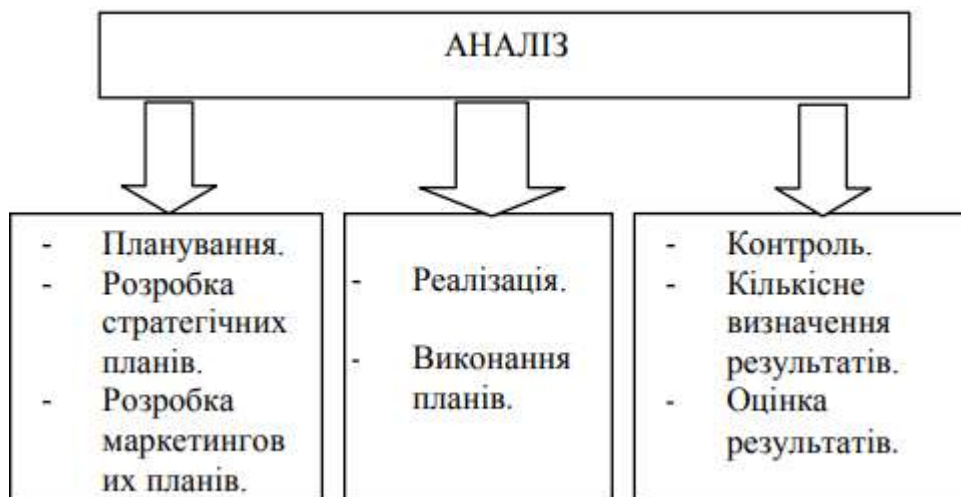 АНАЛІЗ
- Планування.
- Розробка
стратегічних
планів.
- Розробка
маркетингов
их планів.
- Реалізація.
- Виконання
планів.
- Контроль.
- Кількісне
визначення
результатів.
- Оцінка
результатів.